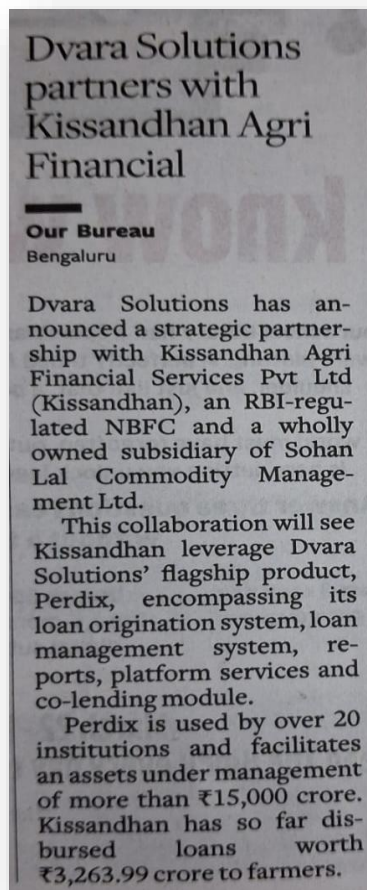 Dvara Solutions
partners with
Kissandhan Agri
Financial
Our Bureau
Bengaluru
Dvara Solutions has an-
nounced a strategic partner-
ship with Kissandhan Agri
Financial Services Pvt Ltd
(Kissandhan), an RBI-regu-
lated NBFC and a wholly
owned subsidiary of Sohan
Lal Commodity Manage-
ment Ltd.
This collaboration will see
Kissandhan leverage Dvara
Solutions’ flagship product,
Perdix, encompassing its
loan origination system, loan
management system, re-
ports, platform services and
co-lending module.
Perdix is used by over 20
institutions and facilitates
an assets under management
of more than ₹15,000 crore.
Kissandhan has so far dis-
bursed loans worth
₹3,263.99 crore to farmers.